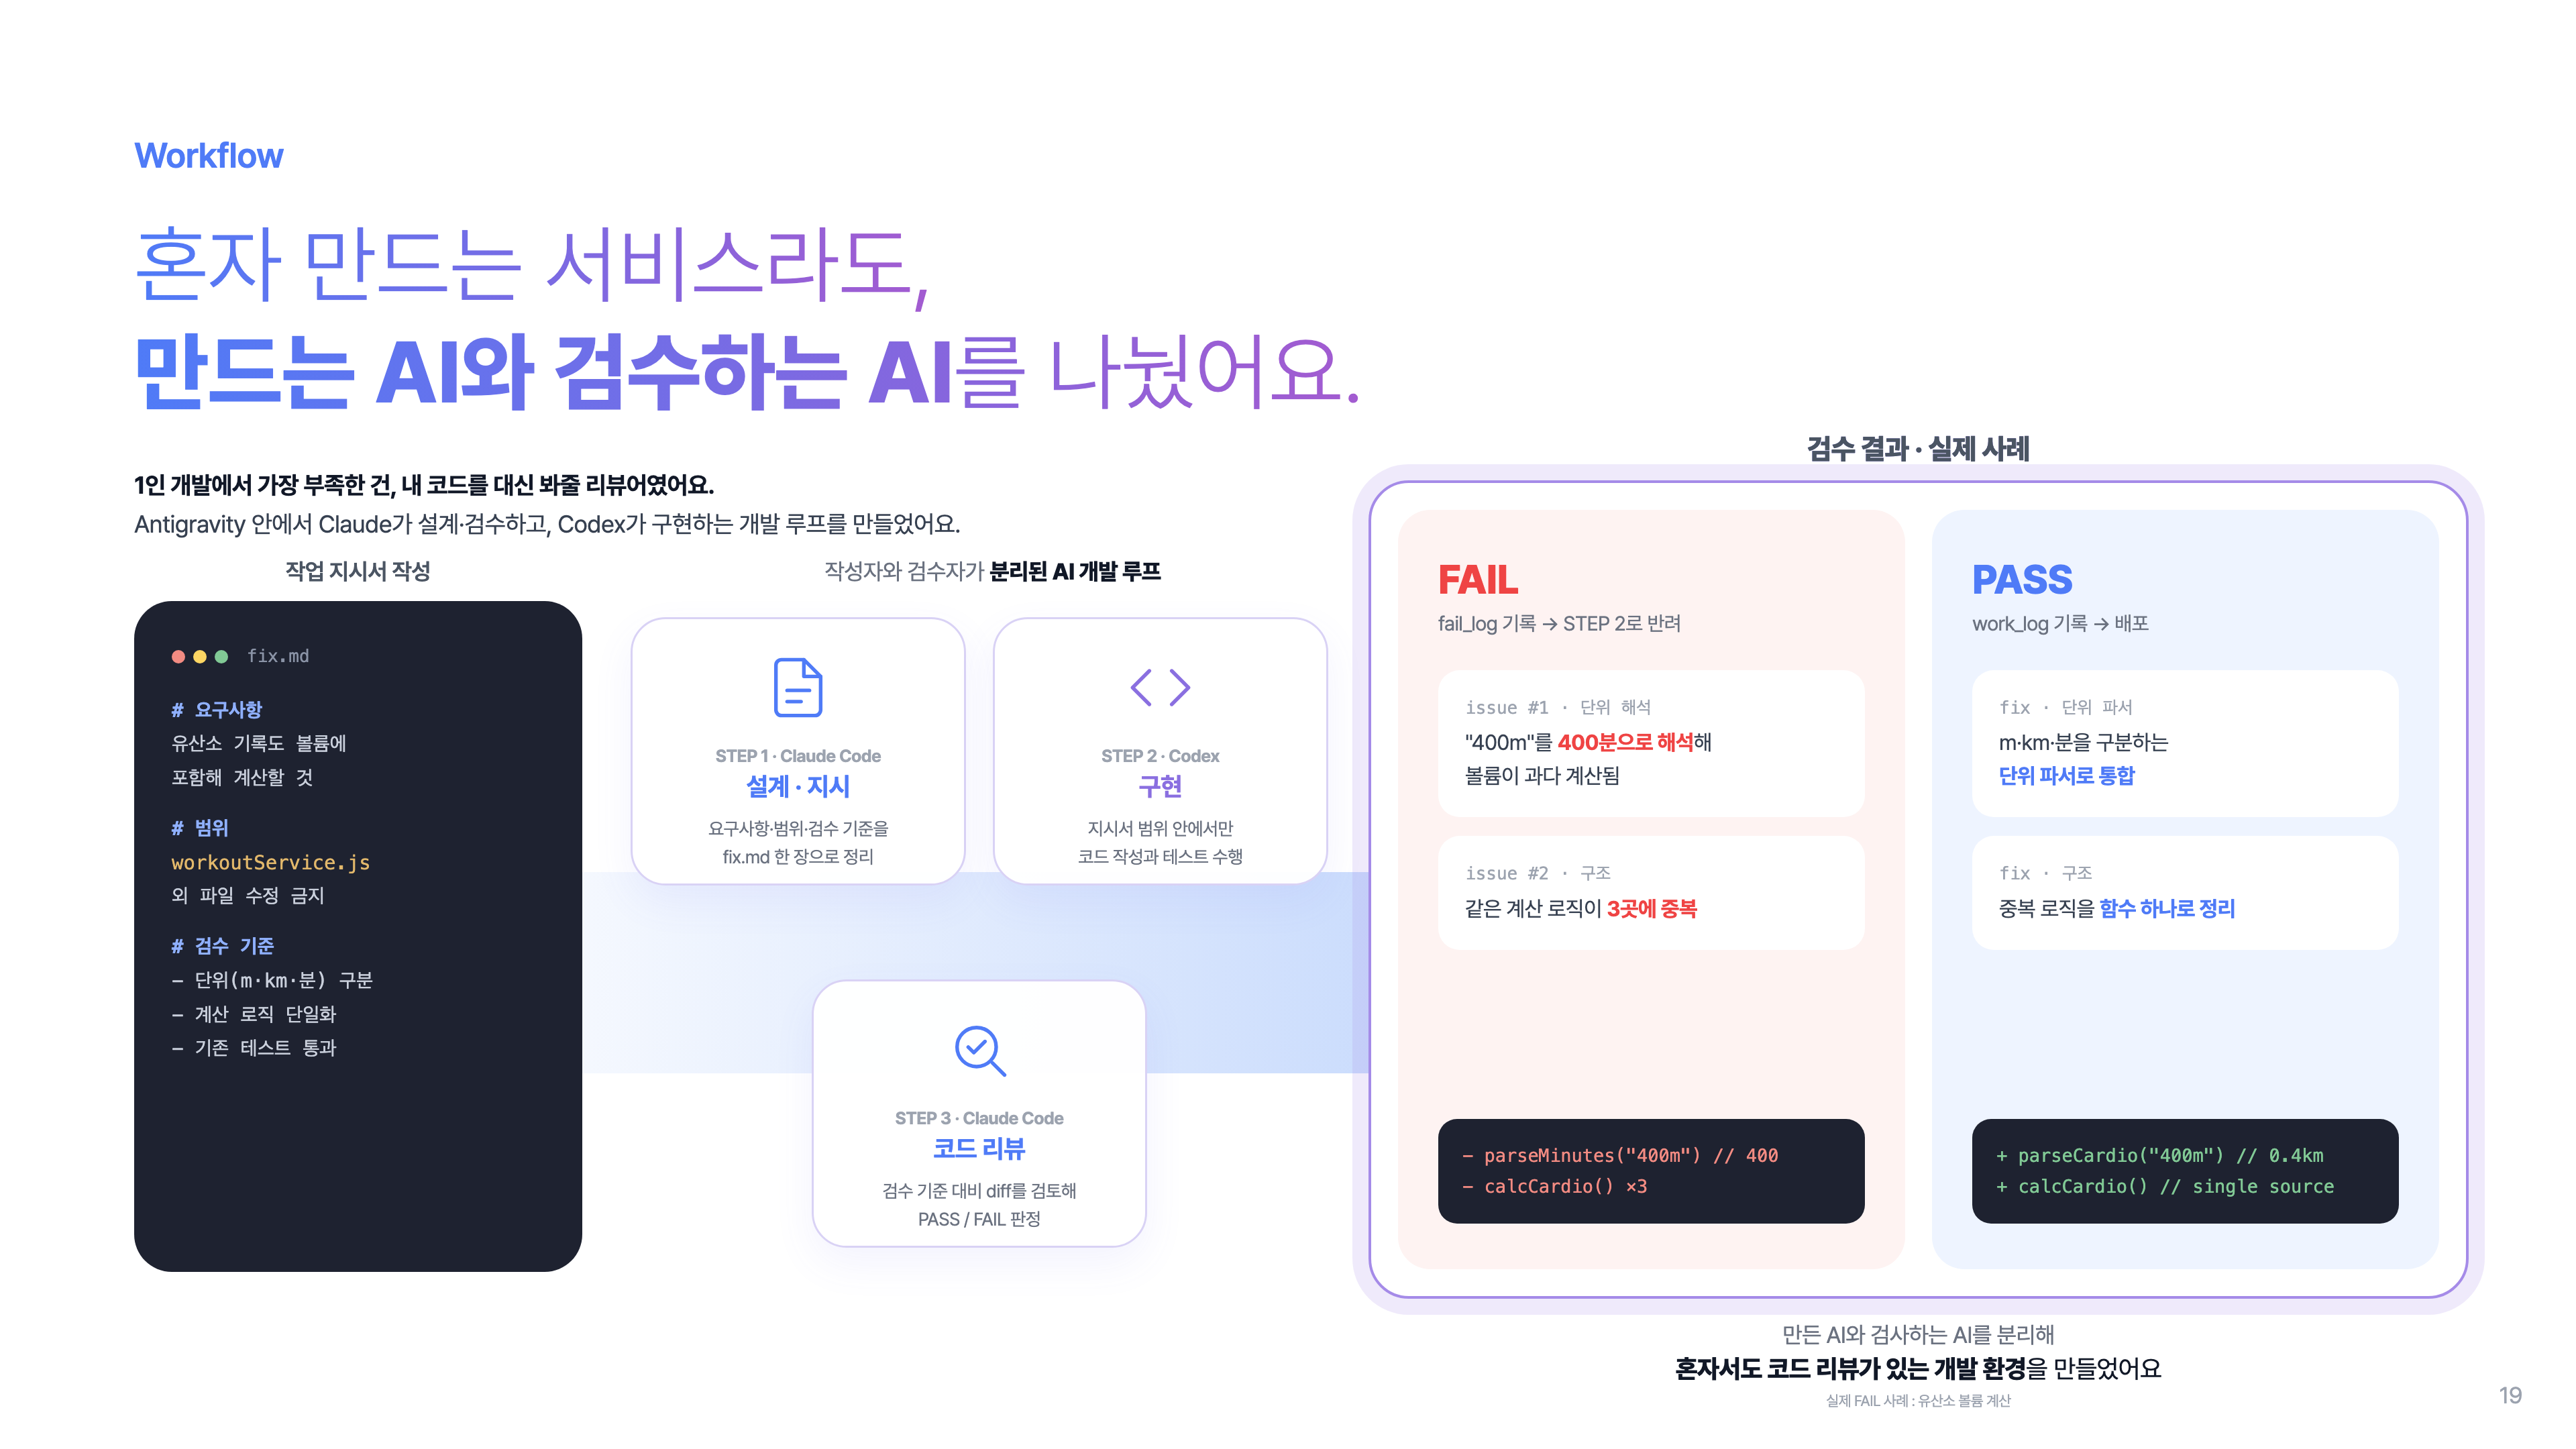 Workflow
혼자 만드는 서비스라도,
만드는 AI와 검수하는 AI를 나눴어요.
1인 개발에서 가장 부족한 건, 내 코드를 대신 봐줄 리뷰어였어요.
Antigravity 안에서 Claude가 설계·검수하고, Codex가 구현하는 개발 루프를 만들었어요.
작업 지시서 작성
fix.md
# 요구사항
유산소 기록도 볼륨에
포함해 계산할 것
# 범위
workoutService.js
외 파일 수정 금지
# 검수 기준
– 단위(m·km·분) 구분
– 계산 로직 단일화
– 기존 테스트 통과
작성자와 검수자가 분리된 AI 개발 루프
STEP 1 · Claude Code
설계 · 지시
요구사항·범위·검수 기준을
fix.md 한 장으로 정리
STEP 2 · Codex
구현
지시서 범위 안에서만
코드 작성과 테스트 수행
STEP 3 · Claude Code
코드 리뷰
검수 기준 대비 diff를 검토해
PASS / FAIL 판정
검수 결과 · 실제 사례
FAIL
fail_log 기록 → STEP 2로 반려
issue #1 · 단위 해석
"400m"를 400분으로 해석해
볼륨이 과다 계산됨
issue #2 · 구조
같은 계산 로직이 3곳에 중복
– parseMinutes("400m") // 400
– calcCardio() ×3
PASS
work_log 기록 → 배포
fix · 단위 파서
m·km·분을 구분하는
단위 파서로 통합
fix · 구조
중복 로직을 함수 하나로 정리
+ parseCardio("400m") // 0.4km
+ calcCardio() // single source
만든 AI와 검사하는 AI를 분리해
혼자서도 코드 리뷰가 있는 개발 환경을 만들었어요
실제 FAIL 사례 : 유산소 볼륨 계산
19